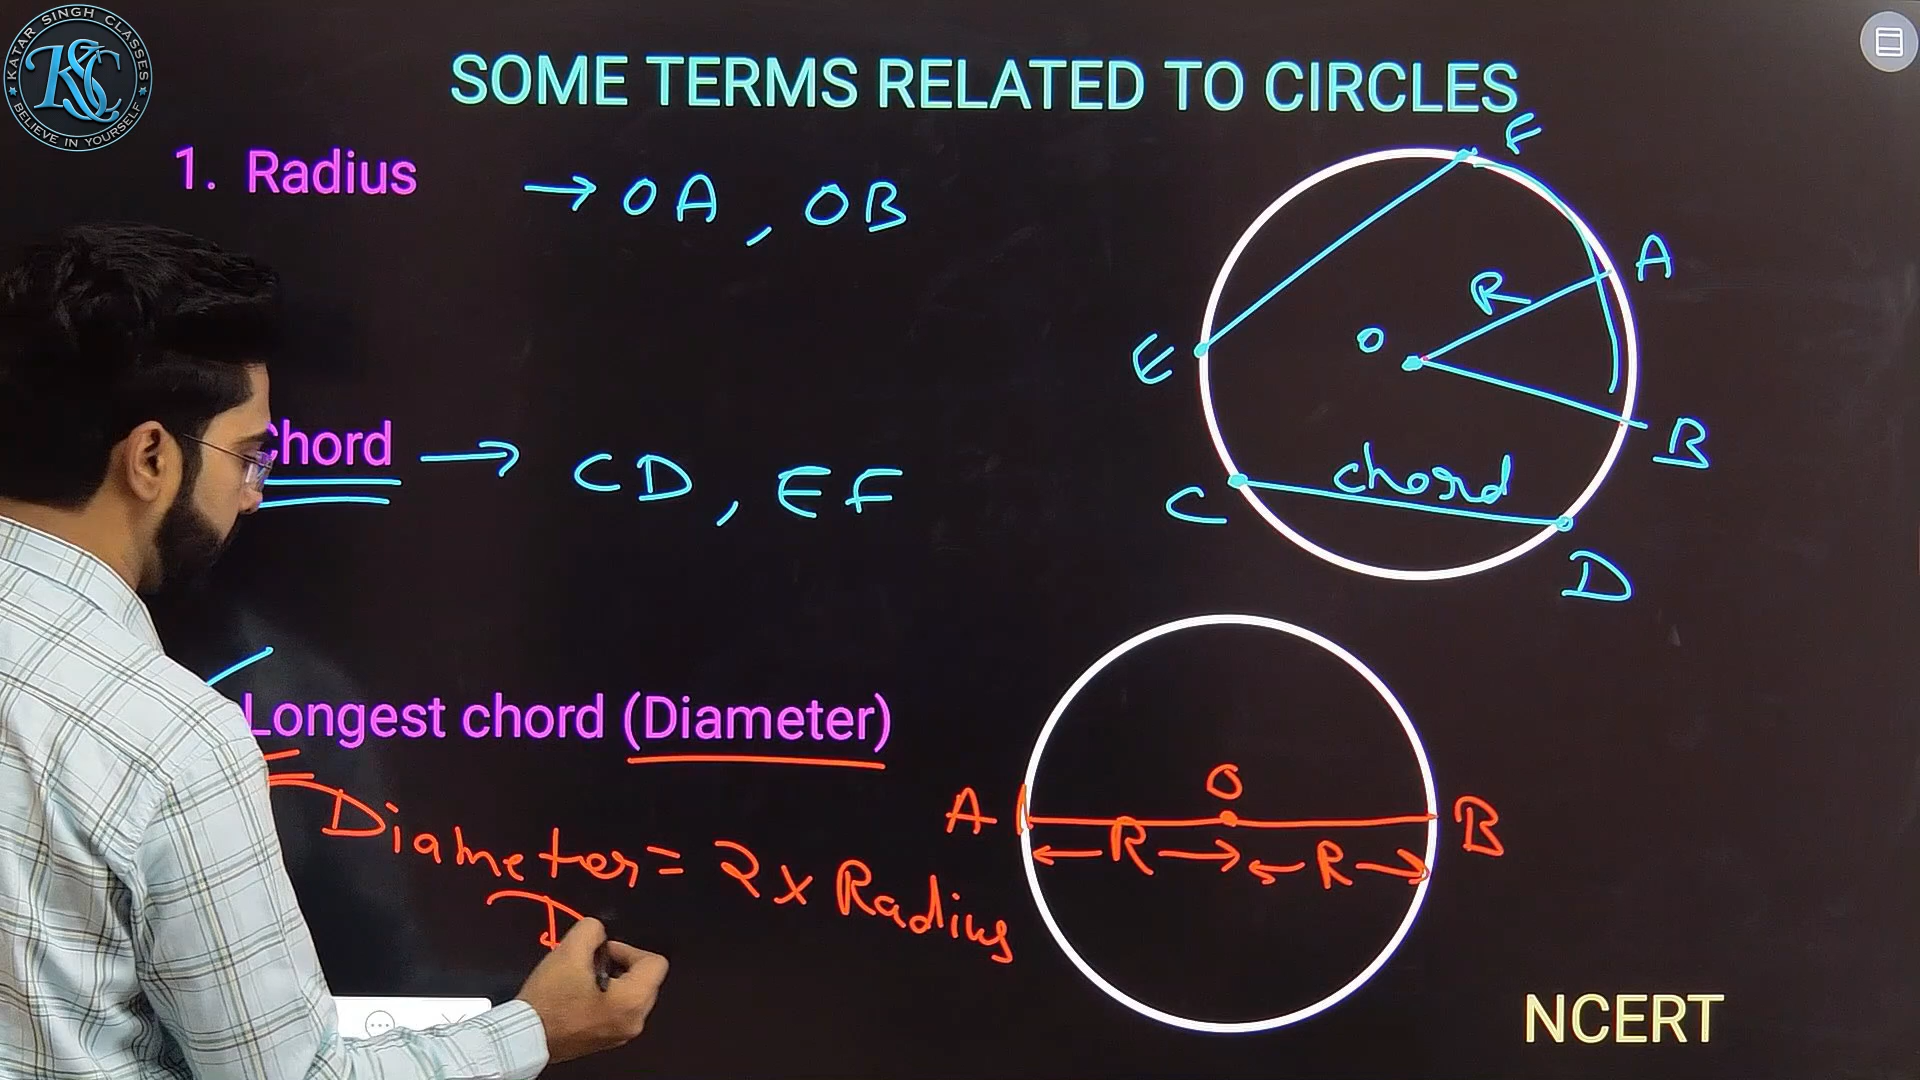 KATAR SINGH CLASSES
KSC
BELIEVE IN YOURSELF
SOME TERMS RELATED TO CIRCLES
1. Radius → OA, OB
Chord → CD, EF
Longest chord (Diameter)
Diameter = 2 x Radius
D
F
A
R
O
E
B
chord
C
D
O
A
B
R
R
NCERT